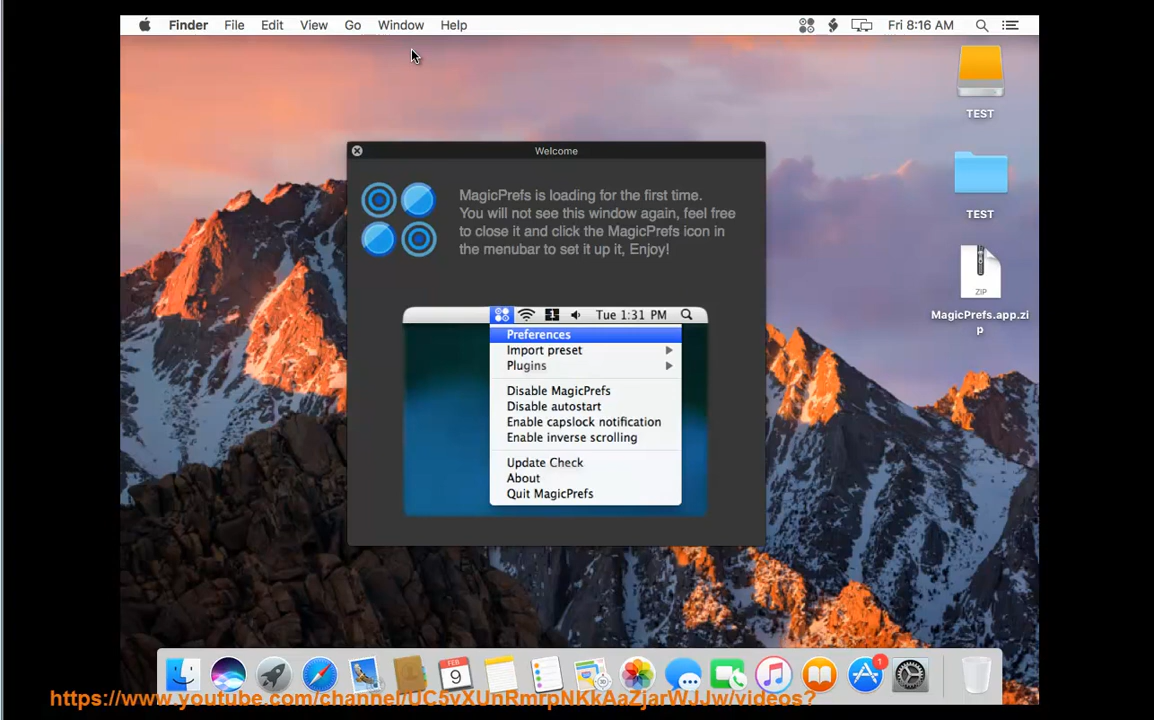 Finder File Edit View Go Window Help Fri 8:16 AM
TEST
TEST
ZIP
MagicPrefs.app.zi
p
Welcome
MagicPrefs is loading for the first time.
You will not see this window again, feel free
to close it and click the MagicPrefs icon in
the menubar to set it up it, Enjoy!
1 Tue 1:31 PM
Preferences
Import preset
Plugins
Disable MagicPrefs
Disable autostart
Enable capslock notification
Enable inverse scrolling
Update Check
About
Quit MagicPrefs
FEB
9
1